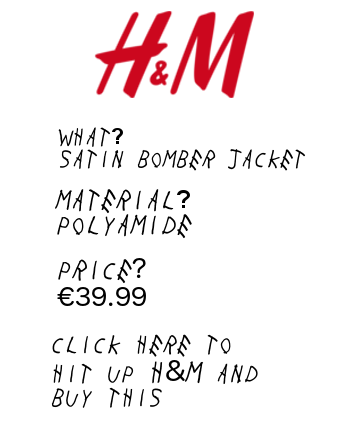 H&M
WHAT?
SATIN BOMBER JACKET
MATERIAL?
POLYAMIDE
PRICE?
€39.99
CLICK HERE TO
HIT UP H&M AND
BUY THIS